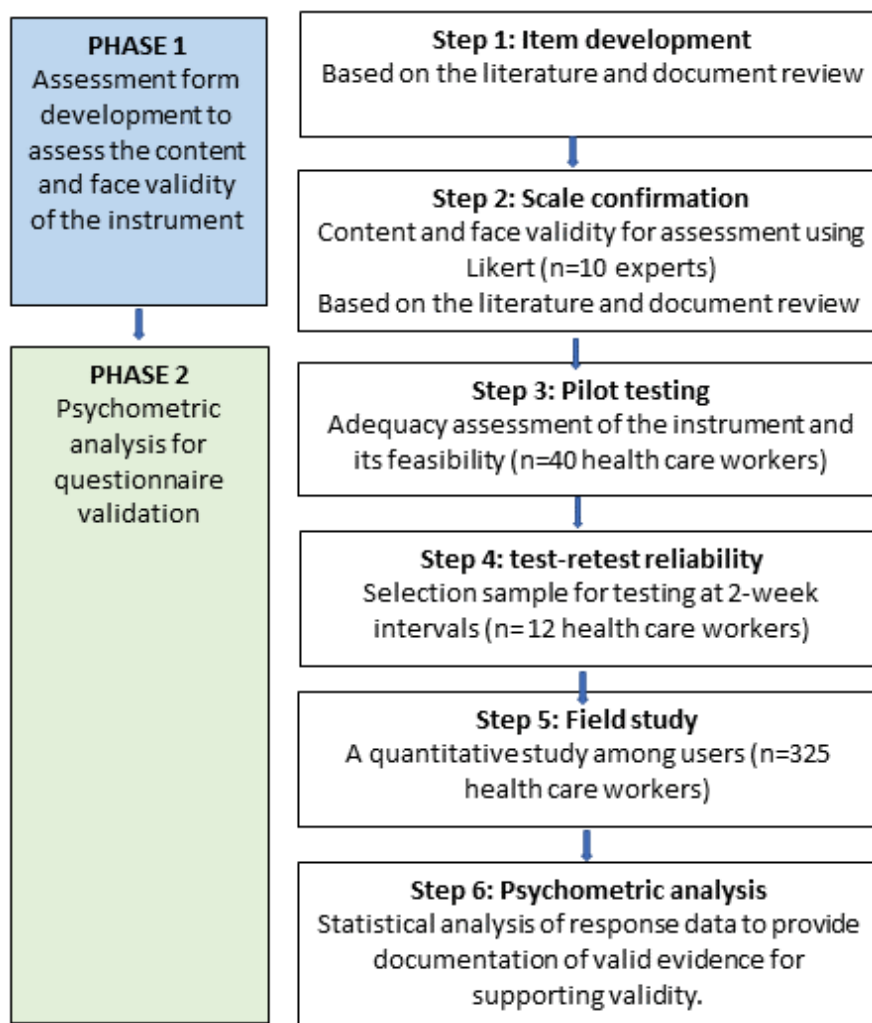 PHASE 1
Assessment form
development to
assess the content
and face validity
of the instrument
PHASE 2
Psychometric
analysis for
questionnaire
validation
Step 1: Item development
Based on the literature and document review
Step 2: Scale confirmation
Content and face validity for assessment using
Likert (n=10 experts)
Based on the literature and document review
Step 3: Pilot testing
Adequacy assessment of the instrument and
its feasibility (n=40 health care workers)
Step 4: test-retest reliability
Selection sample for testing at 2-week
intervals (n= 12 health care workers)
Step 5: Field study
A quantitative study among users (n=325
health care workers)
Step 6: Psychometric analysis
Statistical analysis of response data to provide
documentation of valid evidence for
supporting validity.